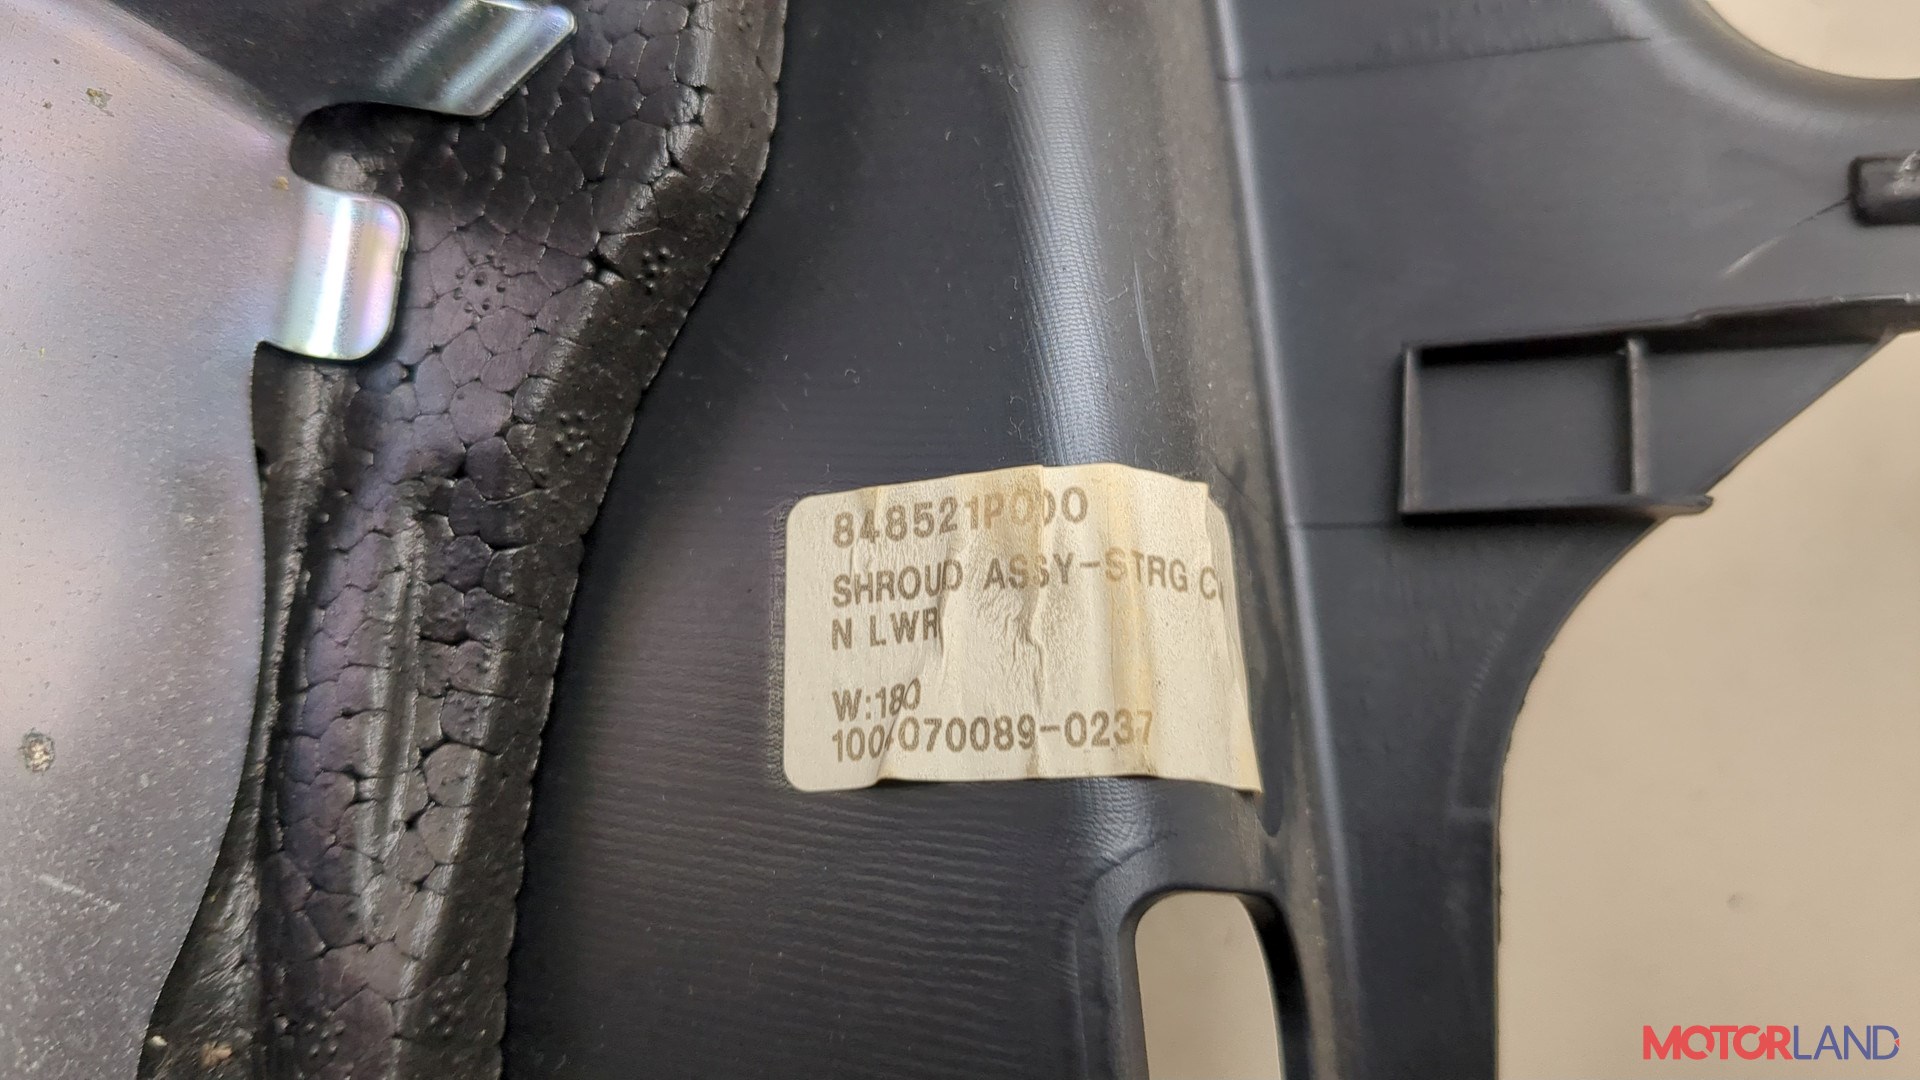 848521P000
SHROUD ASSY-STRG
N LWR
W:180
100/070089-0237
MOTORLAND